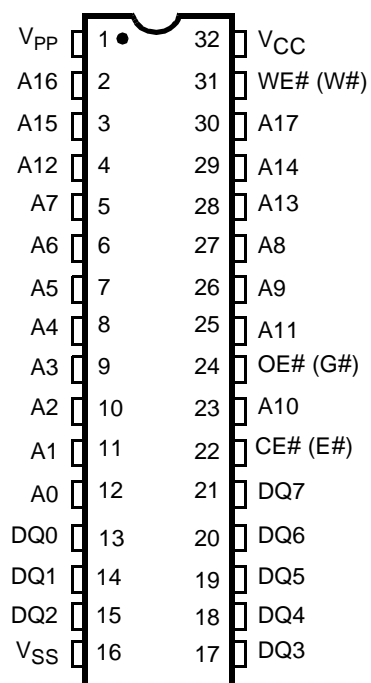 VPP 1 32 VCC
A16 2 31 WE# (W#)
A15 3 30 A17
A12 4 29 A14
A7 5 28 A13
A6 6 27 A8
A5 7 26 A9
A4 8 25 A11
A3 9 24 OE# (G#)
A2 10 23 A10
A1 11 22 CE# (E#)
A0 12 21 DQ7
DQ0 13 20 DQ6
DQ1 14 19 DQ5
DQ2 15 18 DQ4
VSS 16 17 DQ3